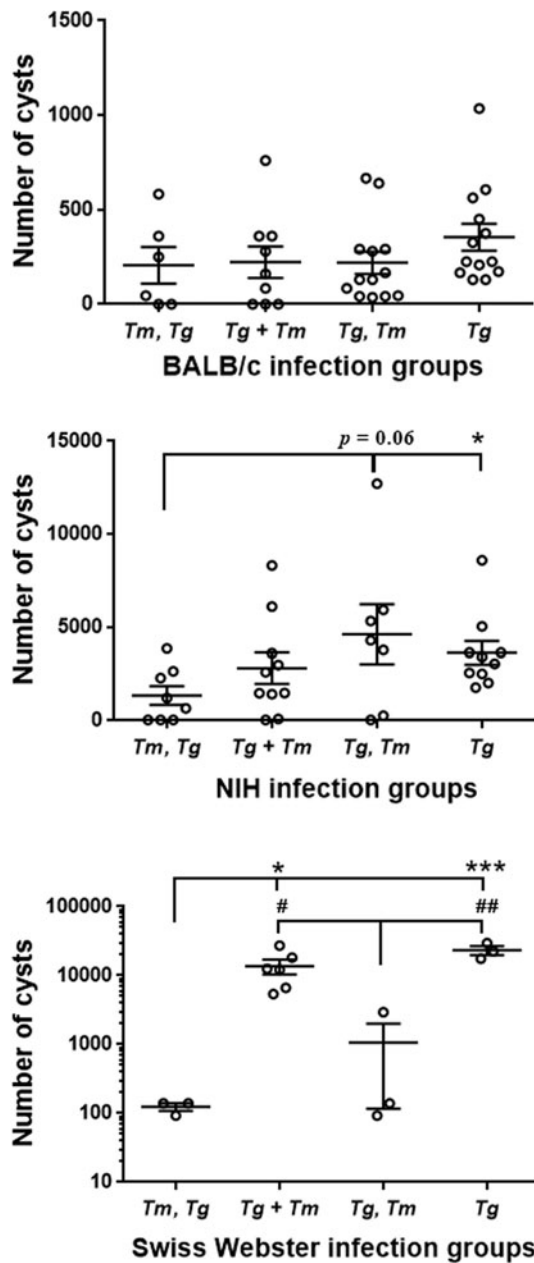 1500
1000
500
0
Number of cysts
Tm, Tg
Tg + Tm
Tg, Tm
Tg
BALB/c infection groups
p = 0.06
*
15000
10000
5000
0
Number of cysts
Tm, Tg
Tg + Tm
Tg, Tm
Tg
NIH infection groups
*
***
#
##
100000
10000
1000
100
10
Number of cysts
Tm, Tg
Tg + Tm
Tg, Tm
Tg
Swiss Webster infection groups